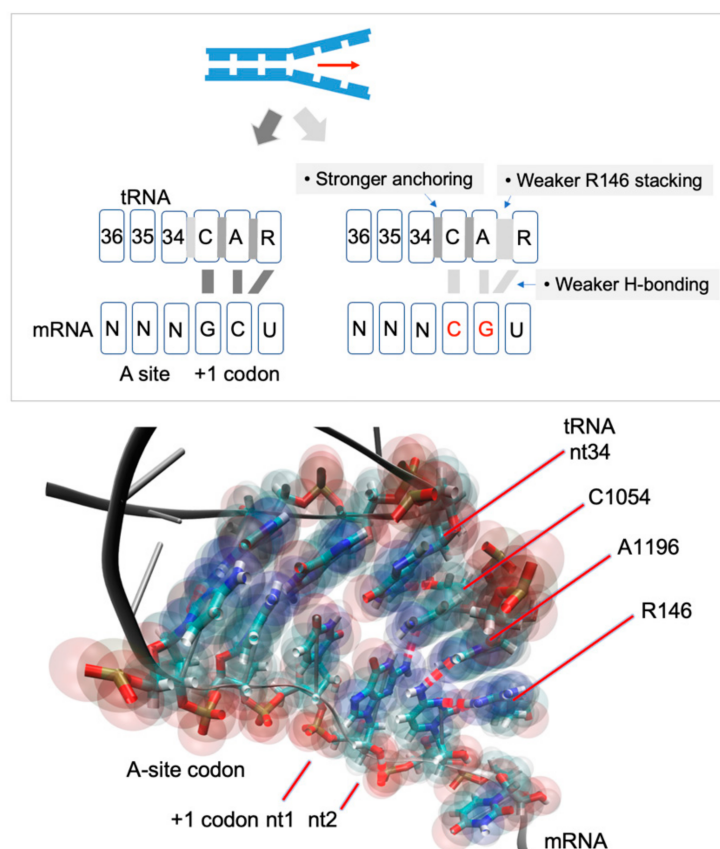 • Stronger anchoring
• Weaker R146 stacking
tRNA
36 35 34 C A R
36 35 34 C A R
• Weaker H-bonding
mRNA N N N G C U
N N N C G U
A site +1 codon
tRNA
nt34
C1054
A1196
R146
A-site codon
+1 codon nt1 nt2
mRNA